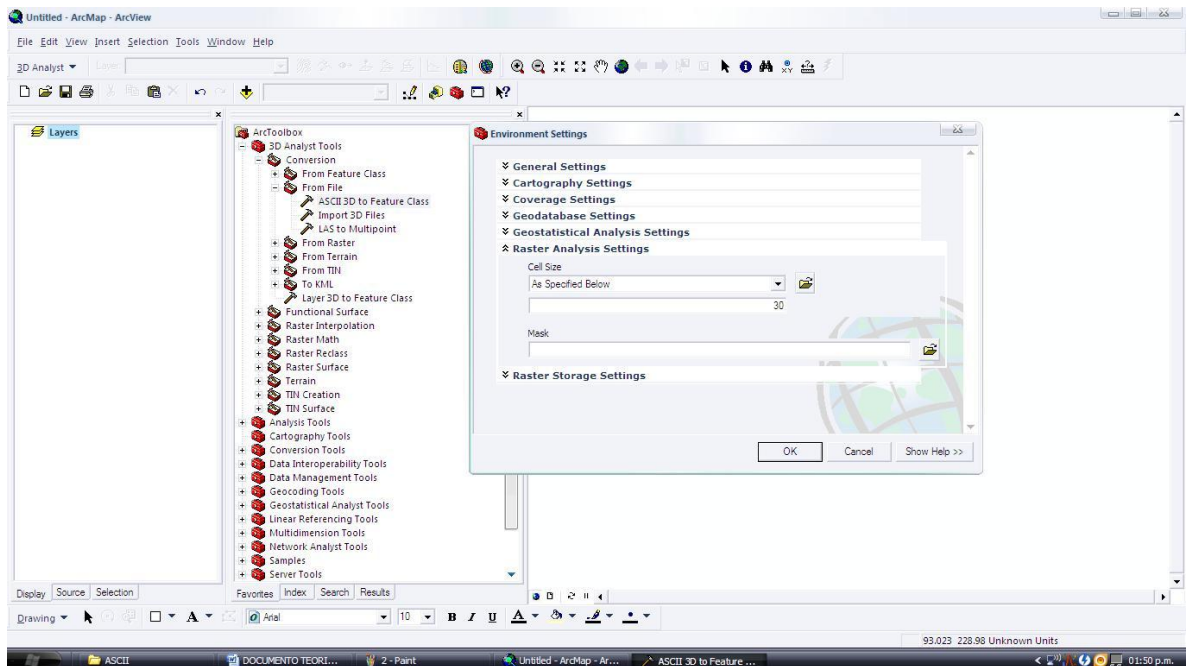 Untitled - ArcMap - ArcView
File Edit View Insert Selection Tools Window Help
3D Analyst Layer:
Layers
ArcToolbox
3D Analyst Tools
Conversion
From Feature Class
From File
ASCII 3D to Feature Class
Import 3D Files
LAS to Multipoint
From Raster
From Terrain
From TIN
To KML
Layer 3D to Feature Class
Functional Surface
Raster Interpolation
Raster Math
Raster Reclass
Raster Surface
Terrain
TIN Creation
TIN Surface
Analysis Tools
Cartography Tools
Conversion Tools
Data Interoperability Tools
Data Management Tools
Geocoding Tools
Geostatistical Analyst Tools
Linear Referencing Tools
Multidimension Tools
Network Analyst Tools
Samples
Server Tools
Environment Settings
General Settings
Cartography Settings
Coverage Settings
Geodatabase Settings
Geostatistical Analysis Settings
Raster Analysis Settings
Cell Size
As Specified Below
30
Mask
Raster Storage Settings
OK Cancel Show Help >>
Display Source Selection
Favorites Index Search Results
Drawing A Arial 10 B I U A
93.023 228.98 Unknown Units
ASCII DOCUMENTO TEORI... 2 - Paint Untitled - ArcMap - Ar... ASCII 3D to Feature ... 01:50 p.m.